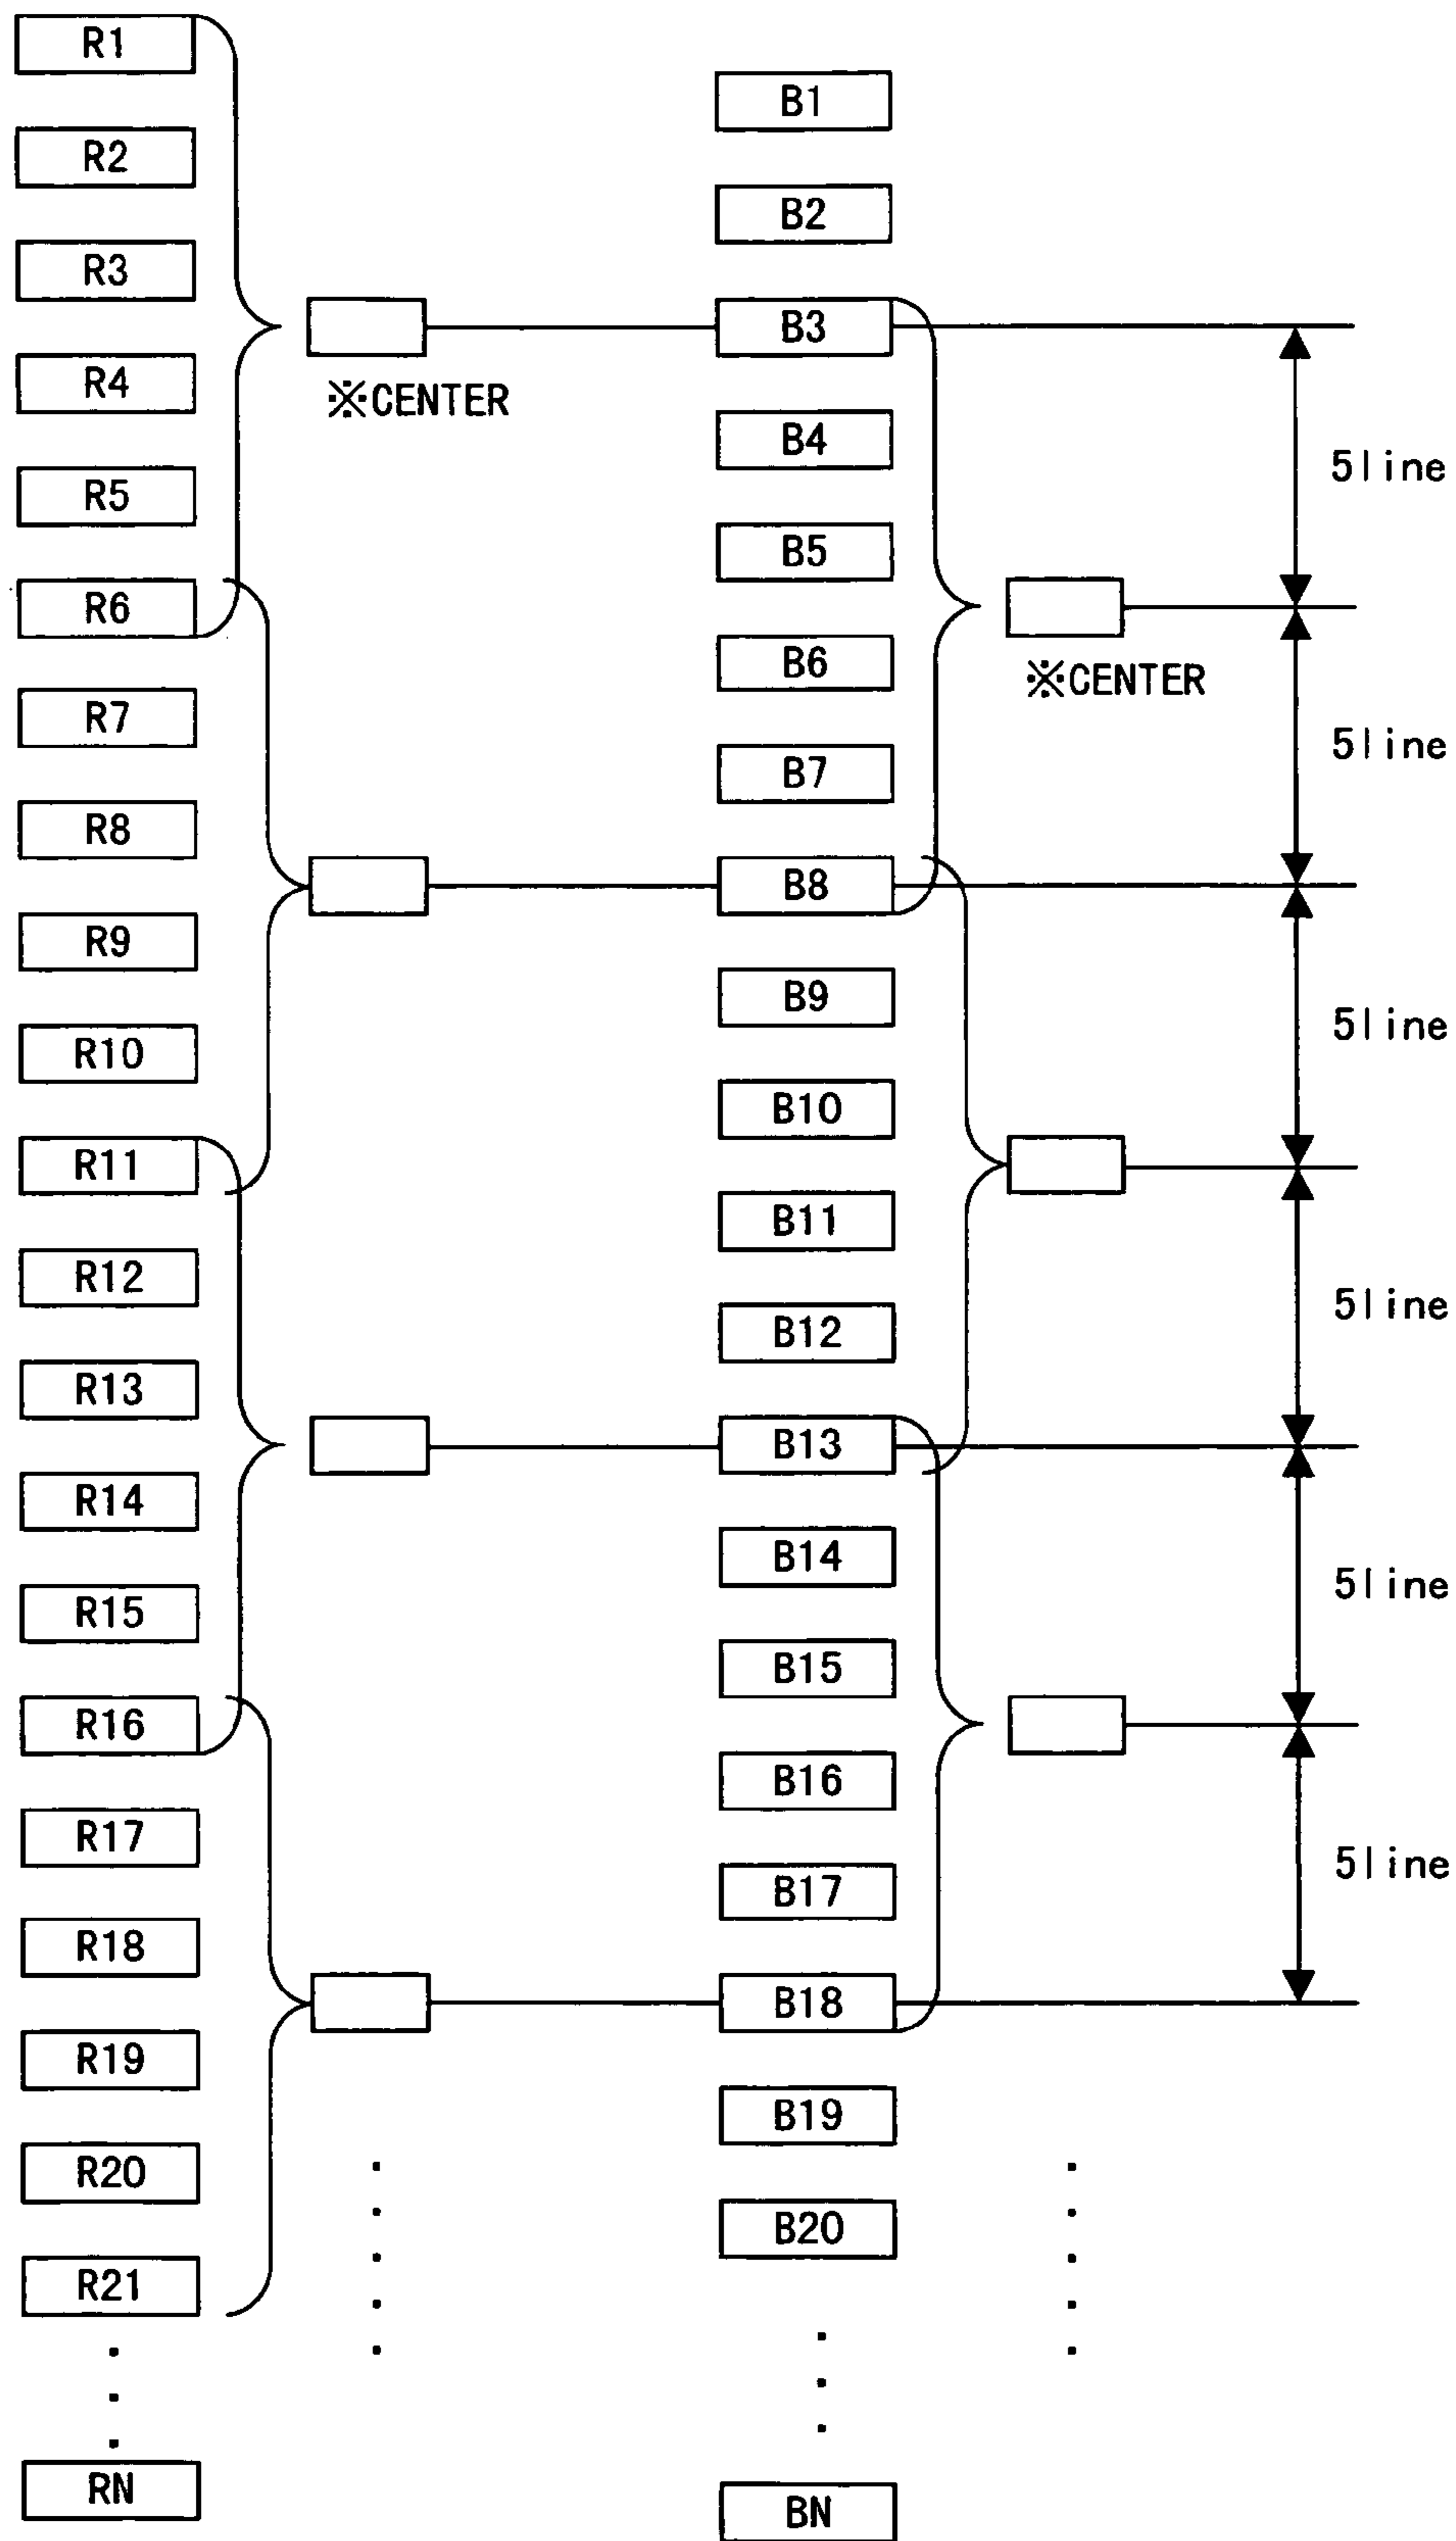 R1
B1
R2
B2
R3
B3
R4
※CENTER
B4
5line
R5
B5
R6
B6
※CENTER
R7
5line
B7
R8
B8
R9
B9
5line
R10
B10
R11
B11
R12
5line
B12
R13
B13
R14
B14
5line
R15
B15
R16
B16
R17
5line
B17
R18
B18
R19
B19
R20
B20
R21
RN
BN